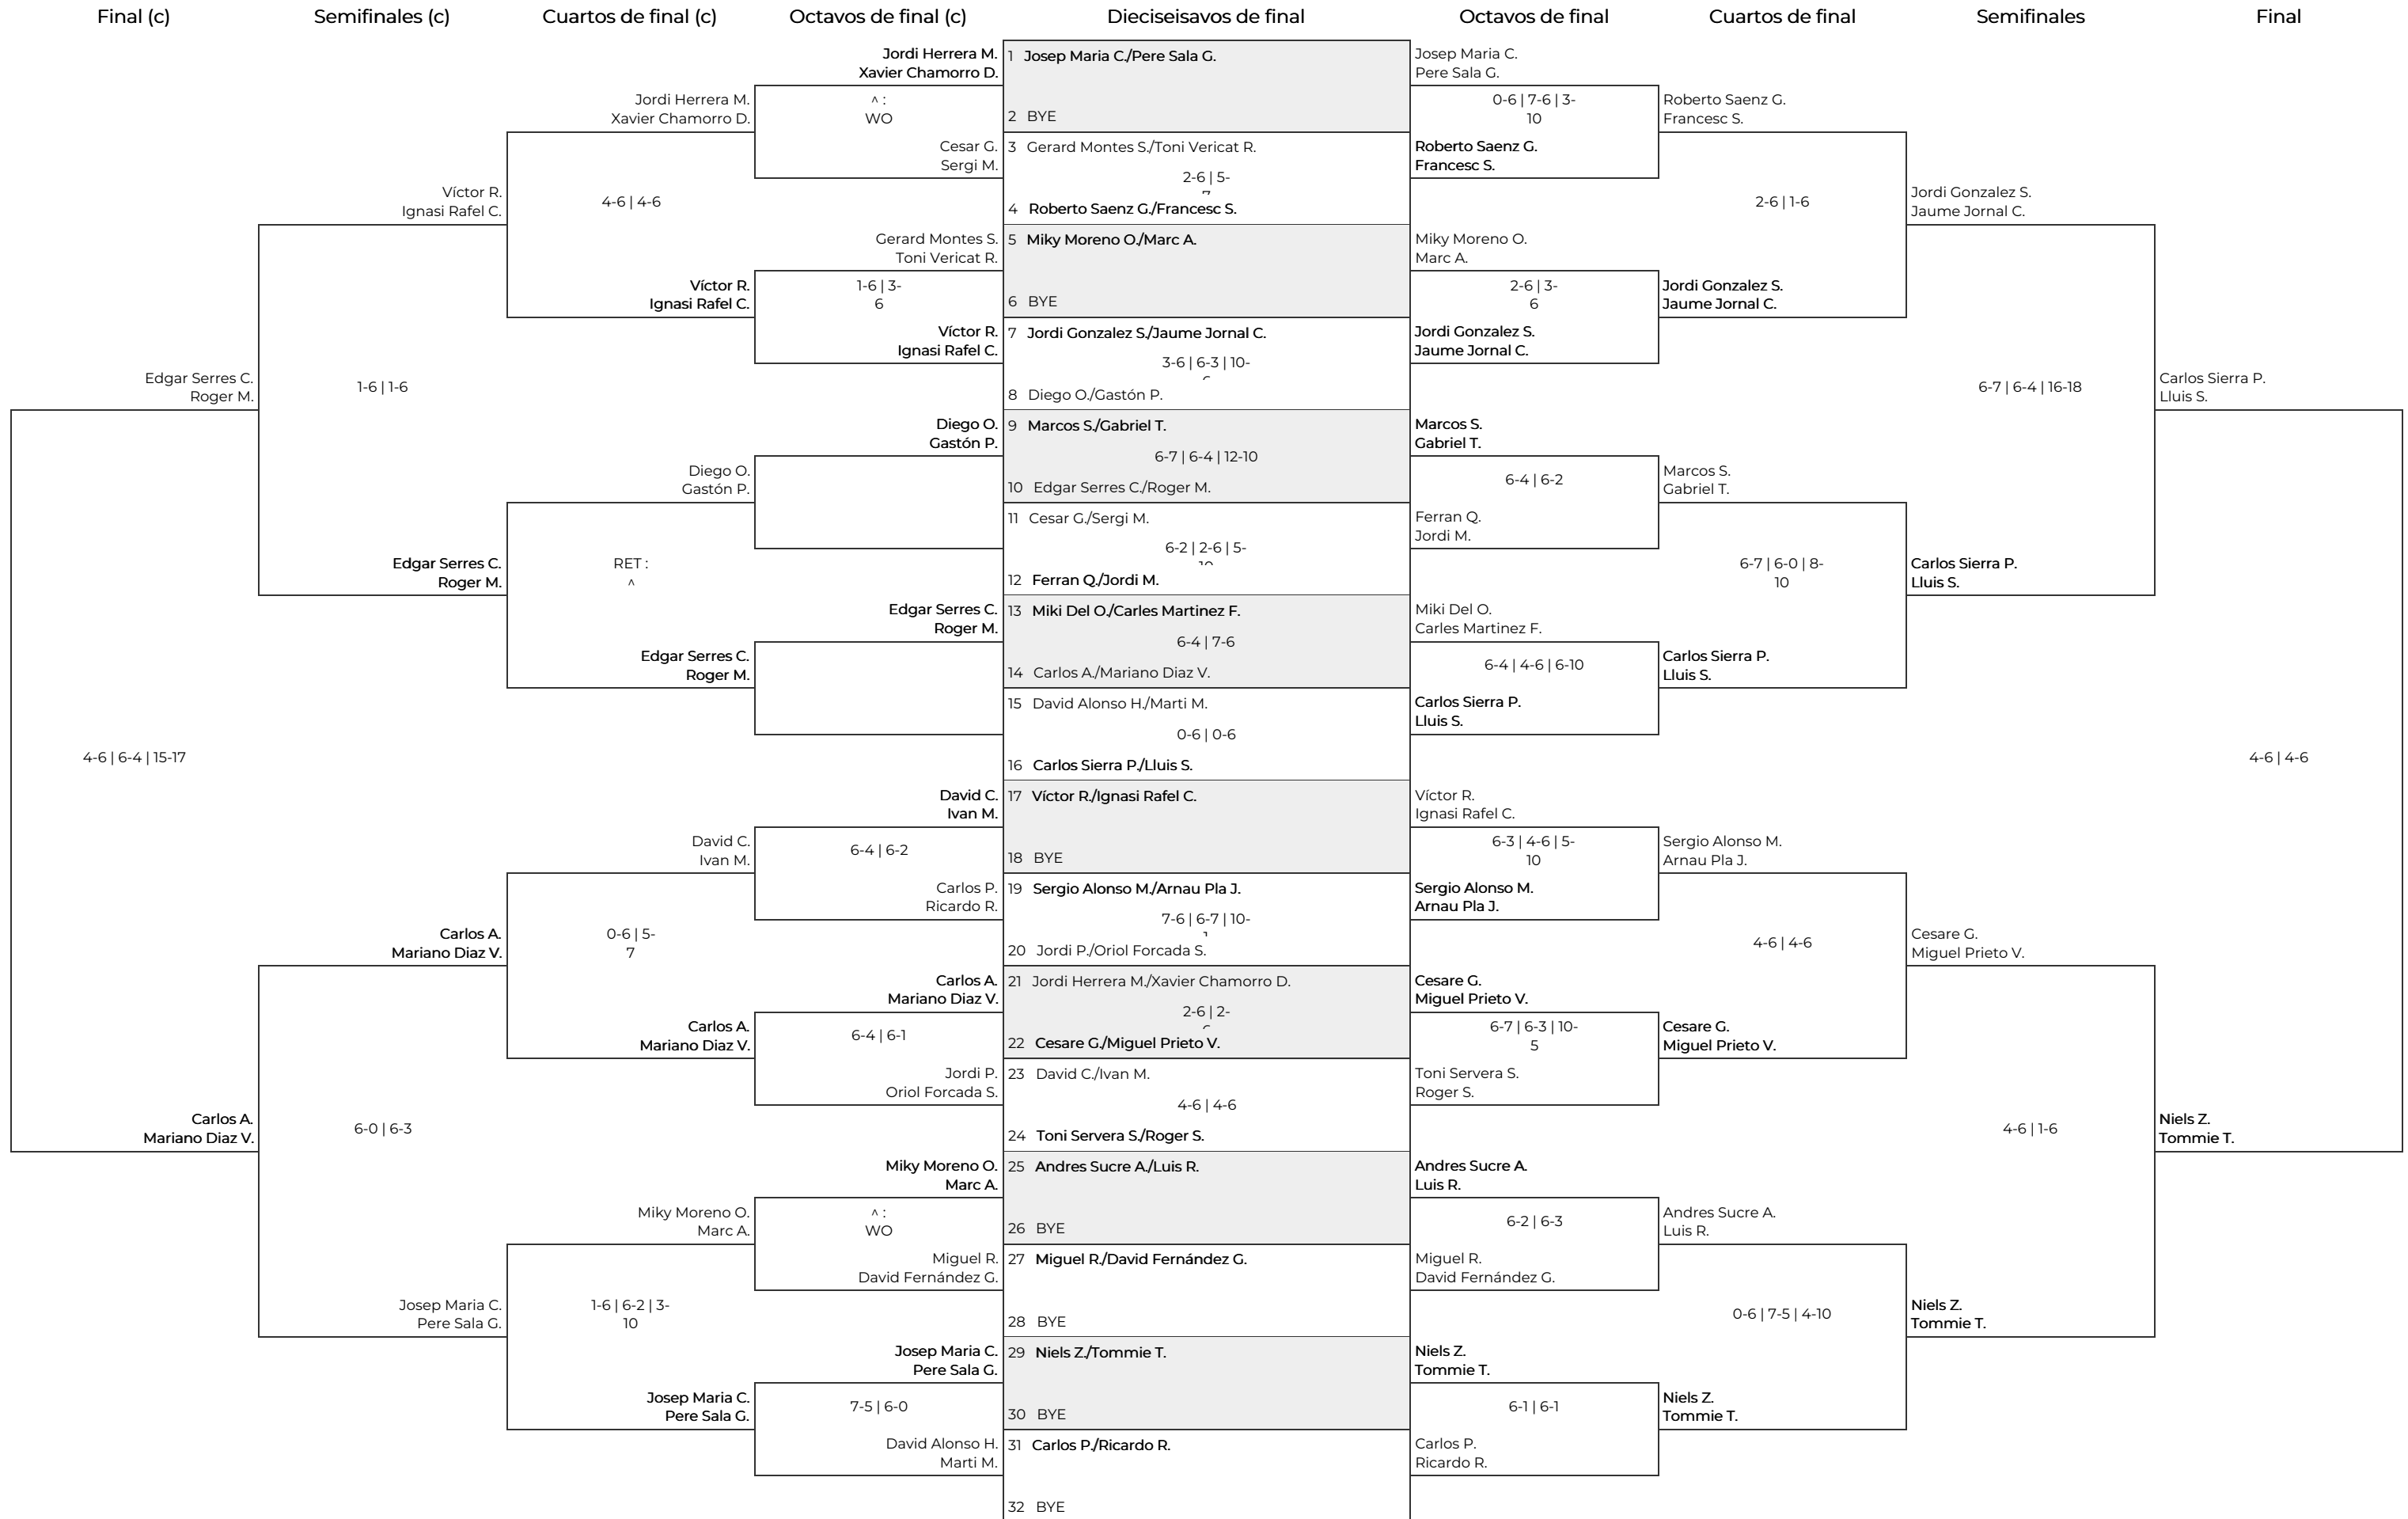 Final (c)
Edgar Serres C.
Roger M.
4-6 | 6-4 | 15-17
Carlos A.
Mariano Diaz V.
Semifinales (c)
Víctor R.
Ignasi Rafel C.
1-6 | 1-6
Edgar Serres C.
Roger M.
Carlos A.
Mariano Diaz V.
6-0 | 6-3
Josep Maria C.
Pere Sala G.
Cuartos de final (c)
Jordi Herrera M.
Xavier Chamorro D.
4-6 | 4-6
Víctor R.
Ignasi Rafel C.
Diego O.
Gastón P.
RET :
^
Edgar Serres C.
Roger M.
David C.
Ivan M.
0-6 | 5-
7
Carlos A.
Mariano Diaz V.
Miky Moreno O.
Marc A.
1-6 | 6-2 | 3-
10
Josep Maria C.
Pere Sala G.
Octavos de final (c)
Jordi Herrera M.
Xavier Chamorro D.
^ :
WO
Cesar G.
Sergi M.
Gerard Montes S.
Toni Vericat R.
1-6 | 3-
6
Víctor R.
Ignasi Rafel C.
Diego O.
Gastón P.
Edgar Serres C.
Roger M.
David C.
Ivan M.
6-4 | 6-2
Carlos P.
Ricardo R.
Carlos A.
Mariano Diaz V.
6-4 | 6-1
Jordi P.
Oriol Forcada S.
Miky Moreno O.
Marc A.
^ :
WO
Miguel R.
David Fernández G.
Josep Maria C.
Pere Sala G.
7-5 | 6-0
David Alonso H.
Marti M.
Dieciseisavos de final
1 Josep Maria C./Pere Sala G.
2 BYE
3 Gerard Montes S./Toni Vericat R.
2-6 | 5-
4 Roberto Saenz G./Francesc S.
5 Miky Moreno O./Marc A.
6 BYE
7 Jordi Gonzalez S./Jaume Jornal C.
3-6 | 6-3 | 10-
8 Diego O./Gastón P.
9 Marcos S./Gabriel T.
6-7 | 6-4 | 12-10
10 Edgar Serres C./Roger M.
11 Cesar G./Sergi M.
6-2 | 2-6 | 5-
12 Ferran Q./Jordi M.
13 Miki Del O./Carles Martinez F.
6-4 | 7-6
14 Carlos A./Mariano Diaz V.
15 David Alonso H./Marti M.
0-6 | 0-6
16 Carlos Sierra P./Lluis S.
17 Víctor R./Ignasi Rafel C.
18 BYE
19 Sergio Alonso M./Arnau Pla J.
7-6 | 6-7 | 10-
20 Jordi P./Oriol Forcada S.
21 Jordi Herrera M./Xavier Chamorro D.
2-6 | 2-
22 Cesare G./Miguel Prieto V.
23 David C./Ivan M.
4-6 | 4-6
24 Toni Servera S./Roger S.
25 Andres Sucre A./Luis R.
26 BYE
27 Miguel R./David Fernández G.
28 BYE
29 Niels Z./Tommie T.
30 BYE
31 Carlos P./Ricardo R.
32 BYE
Octavos de final
Josep Maria C.
Pere Sala G.
0-6 | 7-6 | 3-
10
Roberto Saenz G.
Francesc S.
Miky Moreno O.
Marc A.
2-6 | 3-
6
Jordi Gonzalez S.
Jaume Jornal C.
Marcos S.
Gabriel T.
6-4 | 6-2
Ferran Q.
Jordi M.
Miki Del O.
Carles Martinez F.
6-4 | 4-6 | 6-10
Carlos Sierra P.
Lluis S.
Víctor R.
Ignasi Rafel C.
6-3 | 4-6 | 5-
10
Sergio Alonso M.
Arnau Pla J.
Cesare G.
Miguel Prieto V.
6-7 | 6-3 | 10-
5
Toni Servera S.
Roger S.
Andres Sucre A.
Luis R.
6-2 | 6-3
Miguel R.
David Fernández G.
Niels Z.
Tommie T.
6-1 | 6-1
Carlos P.
Ricardo R.
Cuartos de final
Roberto Saenz G.
Francesc S.
2-6 | 1-6
Jordi Gonzalez S.
Jaume Jornal C.
Marcos S.
Gabriel T.
6-7 | 6-0 | 8-
10
Carlos Sierra P.
Lluis S.
Sergio Alonso M.
Arnau Pla J.
4-6 | 4-6
Cesare G.
Miguel Prieto V.
Andres Sucre A.
Luis R.
0-6 | 7-5 | 4-10
Niels Z.
Tommie T.
Semifinales
Jordi Gonzalez S.
Jaume Jornal C.
6-7 | 6-4 | 16-18
Carlos Sierra P.
Lluis S.
Cesare G.
Miguel Prieto V.
4-6 | 1-6
Niels Z.
Tommie T.
Final
Carlos Sierra P.
Lluis S.
4-6 | 4-6
Niels Z.
Tommie T.